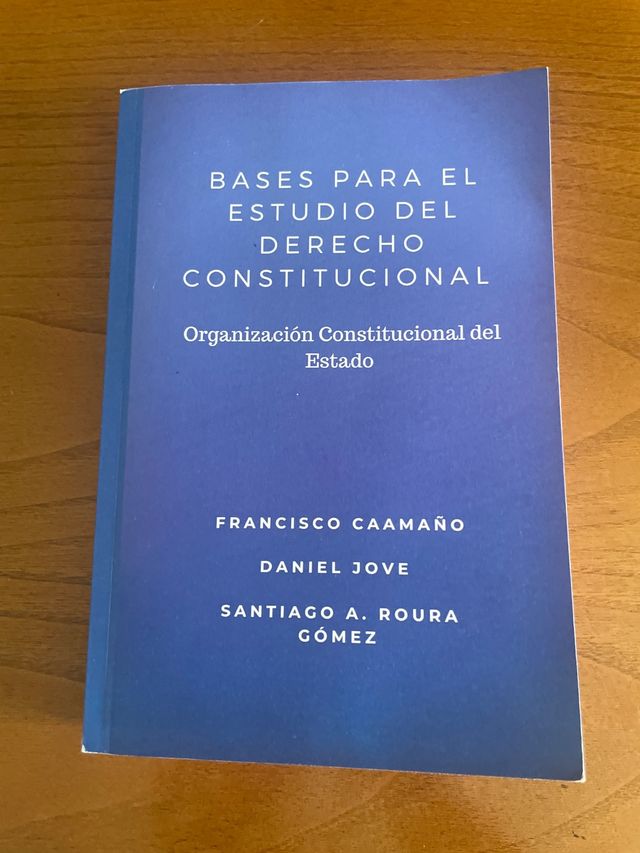 BASES PARA EL
ESTUDIO DEL
DERECHO
CONSTITUCIONAL
Organización Constitucional del
Estado
FRANCISCO CAAMAÑO
DANIEL JOVE
SANTIAGO A. ROURA
GÓMEZ